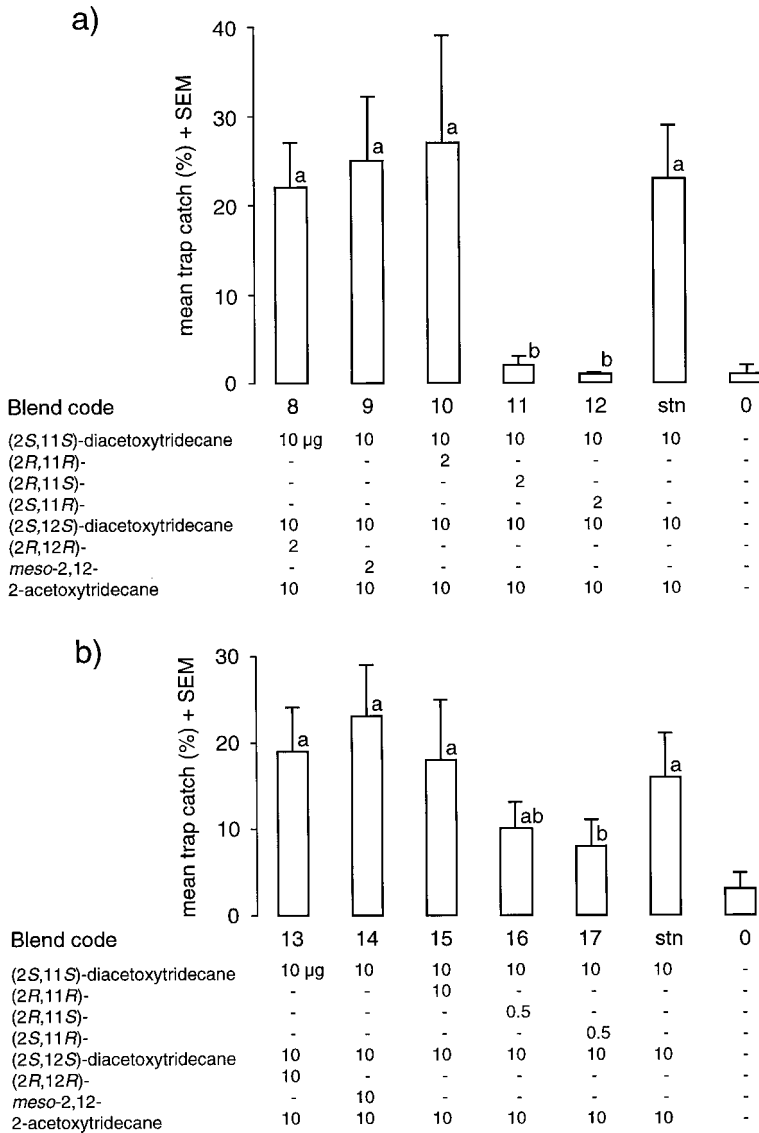 a)
mean trap catch (%) + SEM
40
30
20
10
0
a a a b b a
Blend code 8 9 10 11 12 stn 0
(2S,11S)-diacetoxytridecane 10 µg 10 10 10 10 10 -
(2R,11R)- - - 2 - - - -
(2R,11S)- - - - 2 - - -
(2S,11R)- - - - - 2 - -
(2S,12S)-diacetoxytridecane 10 10 10 10 10 10 -
(2R,12R)- 2 - - - - - -
meso-2,12- - 2 - - - - -
2-acetoxytridecane 10 10 10 10 10 10 -
b)
mean trap catch (%) + SEM
30
20
10
0
a a a ab b a
Blend code 13 14 15 16 17 stn 0
(2S,11S)-diacetoxytridecane 10 µg 10 10 10 10 10 -
(2R,11R)- - - 10 - - - -
(2R,11S)- - - - 0.5 - - -
(2S,11R)- - - - - 0.5 - -
(2S,12S)-diacetoxytridecane 10 10 10 10 10 10 -
(2R,12R)- 10 - - - - - -
meso-2,12- - 10 - - - - -
2-acetoxytridecane 10 10 10 10 10 10 -